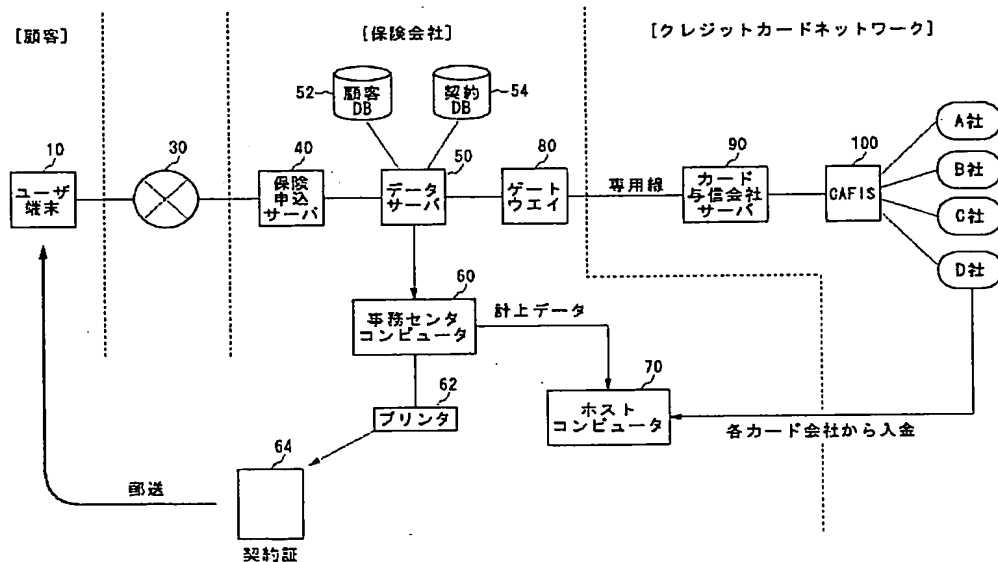 [顧客]
[保険会社]
[クレジットカードネットワーク]
52
顧客
DB
契約
DB
54
10
ユーザ
端末
30
40
保険
申込
サーバ
50
データ
サーバ
80
ゲート
ウエイ
専用線
90
カード
与信会社
サーバ
100
CAFIS
A社
B社
C社
D社
60
事務センタ
コンピュータ
計上データ
62
プリンタ
70
ホスト
コンピュータ
各カード会社から入金
64
郵送
契約証